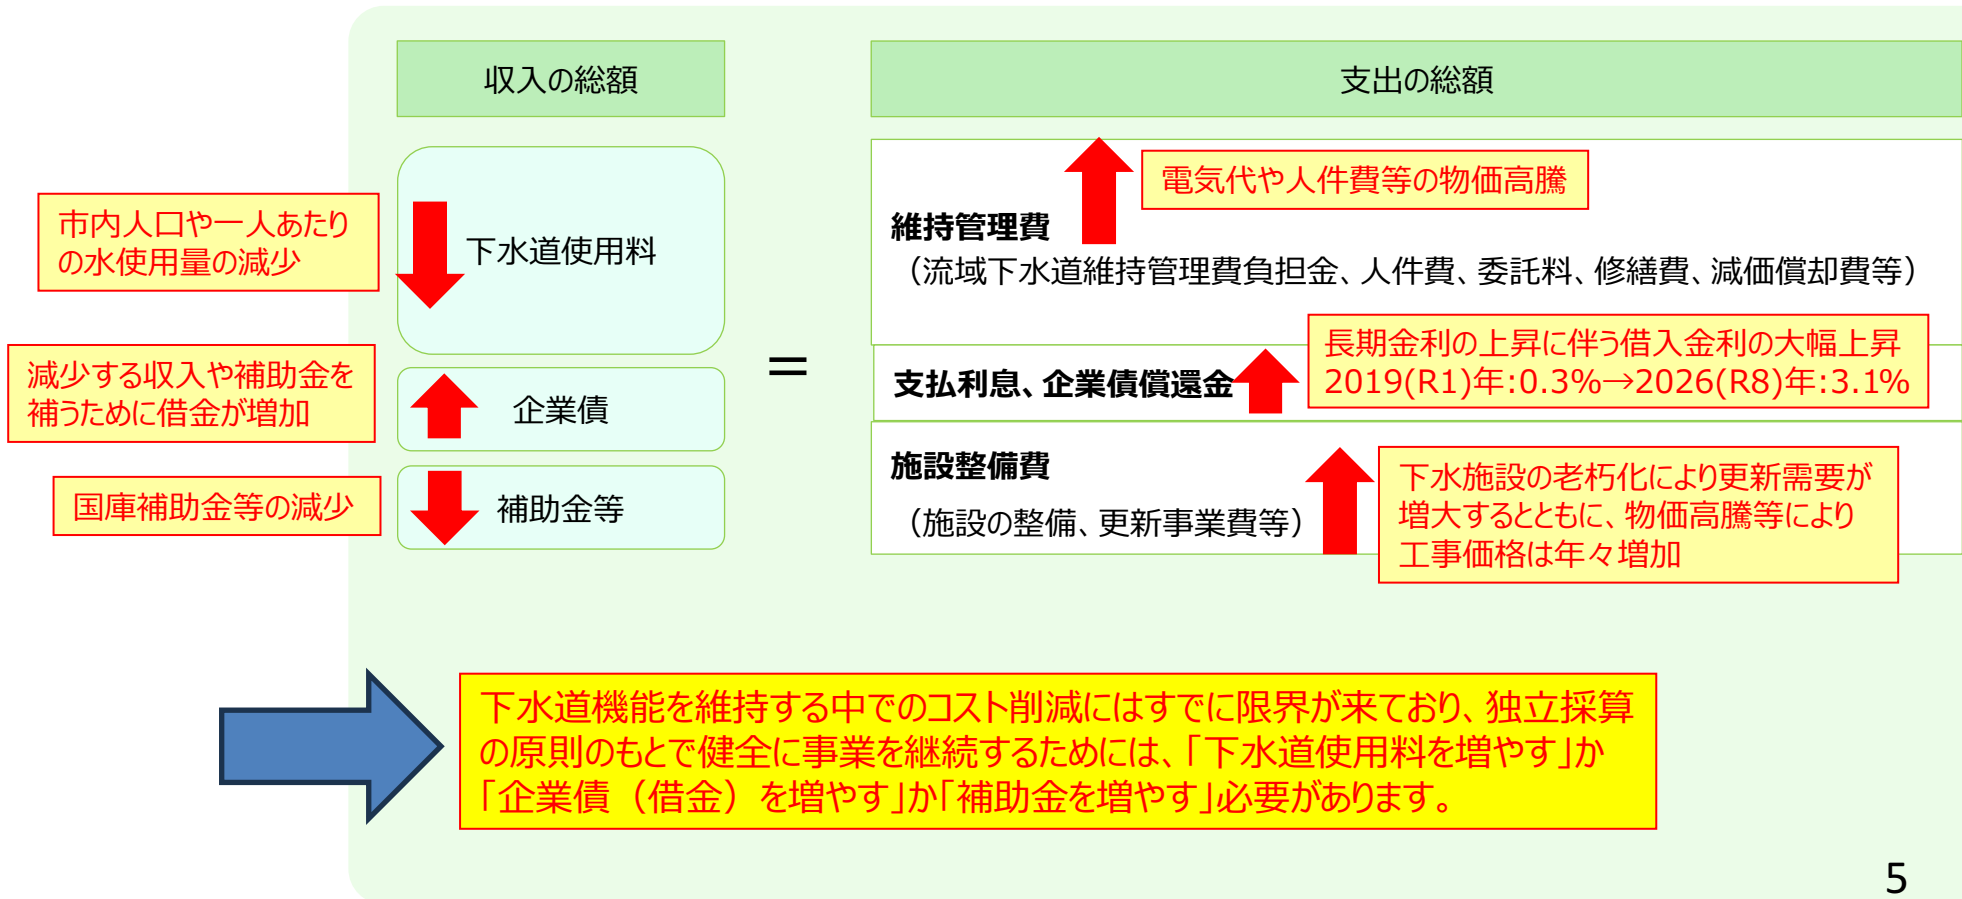 収入の総額
支出の総額
市内人口や一人あたり
の水使用量の減少
下水道使用料
減少する収入や補助金を
補うために借金が増加
企業債
国庫補助金等の減少
補助金等
＝
電気代や人件費等の物価高騰
維持管理費
（流域下水道維持管理費負担金、人件費、委託料、修繕費、減価償却費等）
支払利息、企業債償還金
長期金利の上昇に伴う借入金利の大幅上昇
2019(R1)年:0.3%→2026(R8)年:3.1%
施設整備費
（施設の整備、更新事業費等）
下水施設の老朽化により更新需要が
増大するとともに、物価高騰等により
工事価格は年々増加
下水道機能を維持する中でのコスト削減にはすでに限界が来ており、独立採算
の原則のもとで健全に事業を継続するためには、「下水道使用料を増やす」か
「企業債（借金）を増やす」か「補助金を増やす」必要があります。
5